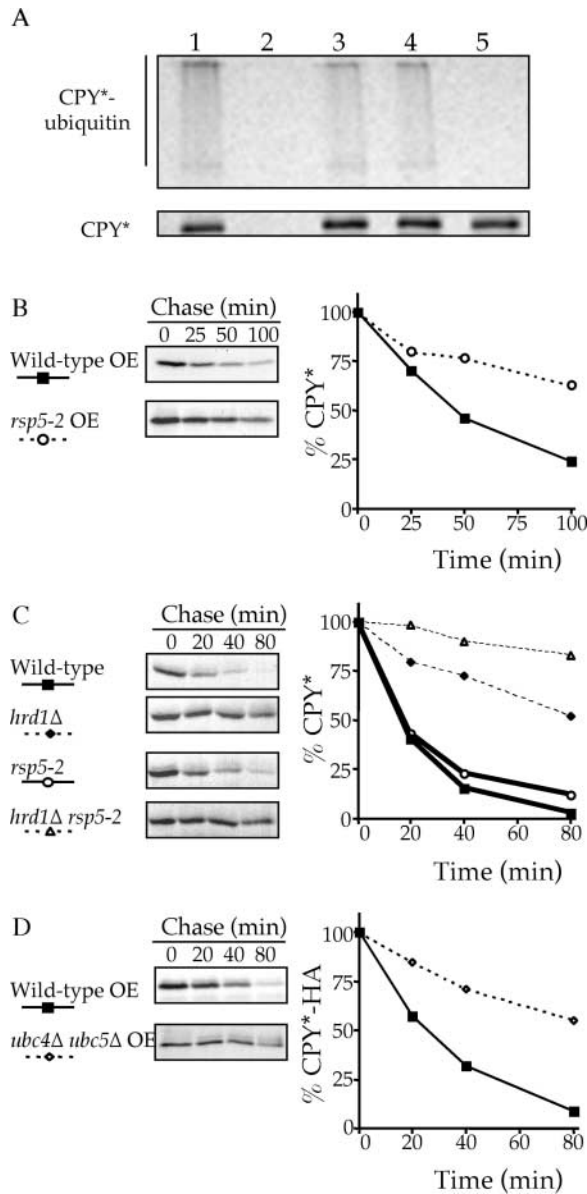 A
1 2 3 4 5
CPY*-
ubiquitin
CPY*
B
Chase (min)
0 25 50 100
Wild-type OE
rsp5-2 OE
% CPY*
100
75
50
25
0
0 25 50 75 100
Time (min)
C
Chase (min)
0 20 40 80
Wild-type
hrd1Δ
rsp5-2
hrd1Δ rsp5-2
% CPY*
100
75
50
25
0
0 20 40 60 80
Time (min)
D
Chase (min)
0 20 40 80
Wild-type OE
ubc4Δ ubc5Δ OE
% CPY*-HA
100
75
50
25
0
0 20 40 60 80
Time (min)